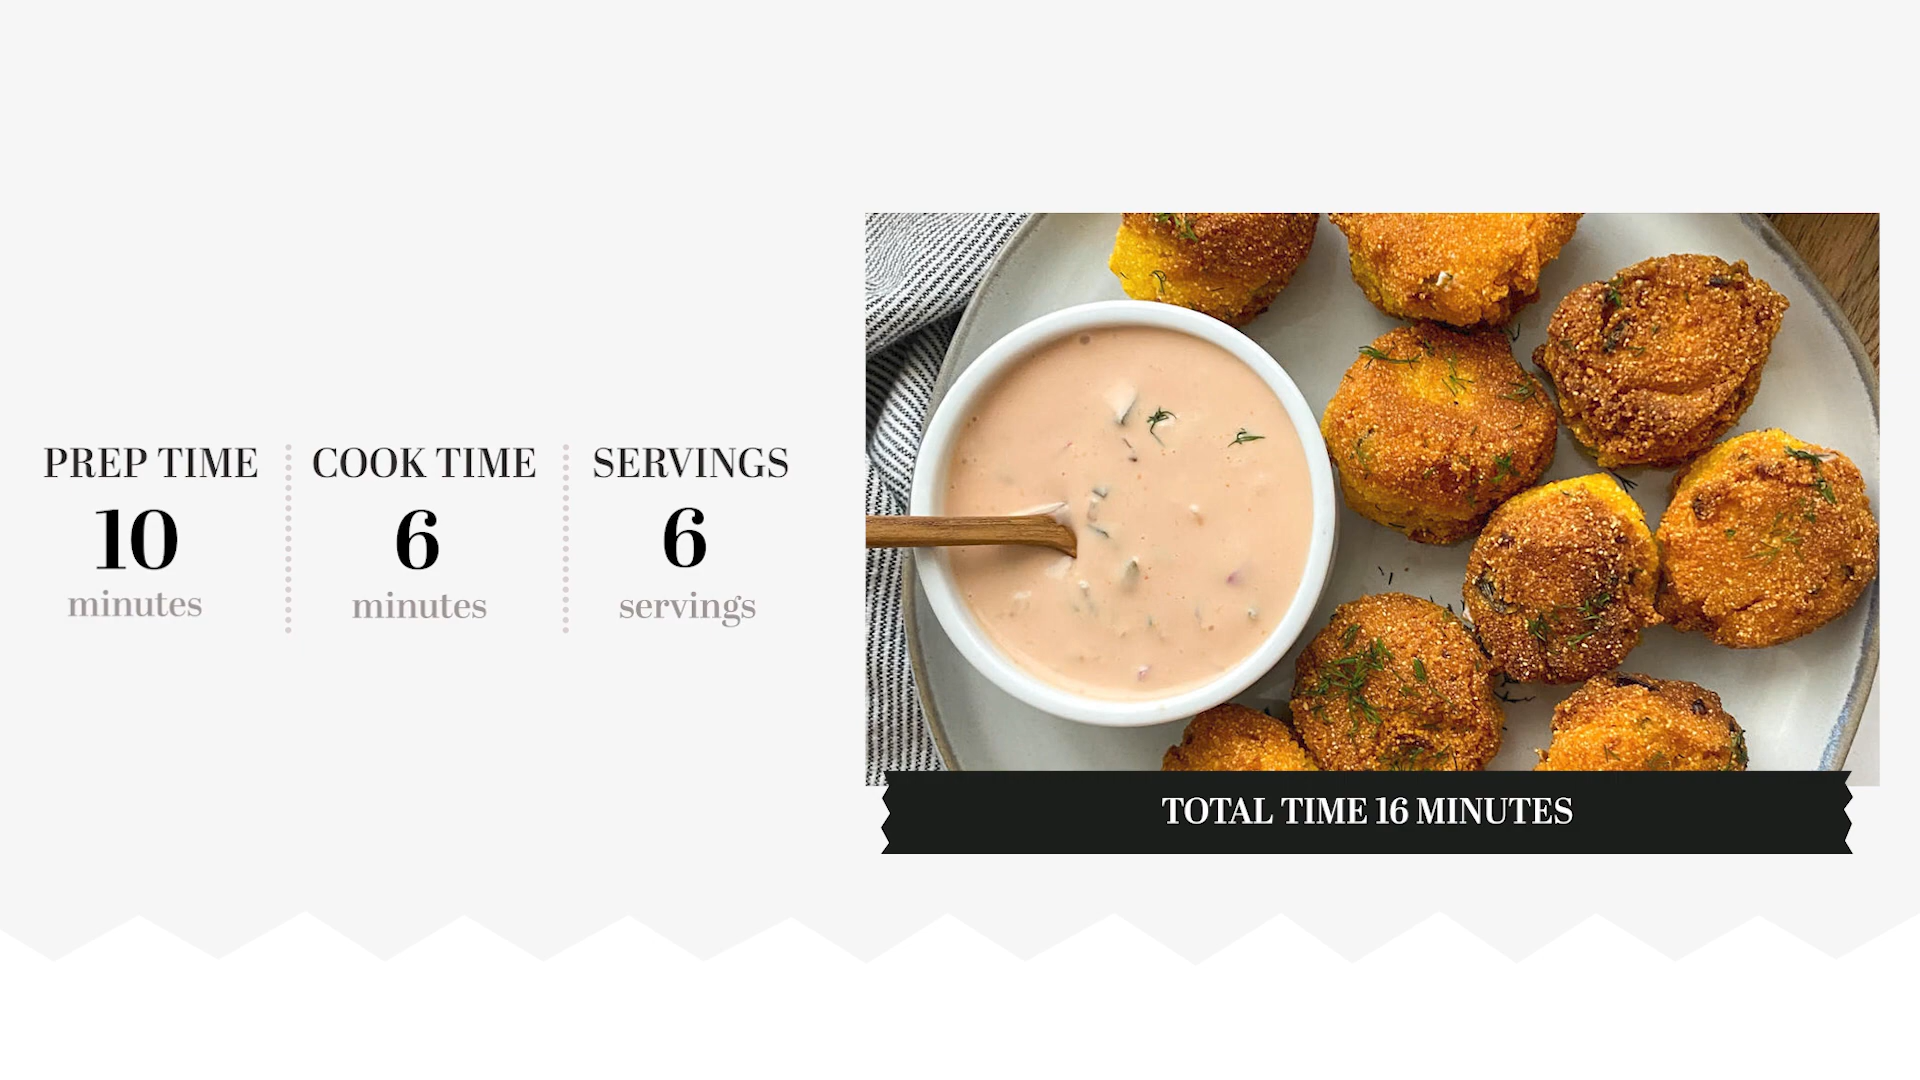 PREP TIME
10
minutes
COOK TIME
6
minutes
SERVINGS
6
servings
TOTAL TIME 16 MINUTES